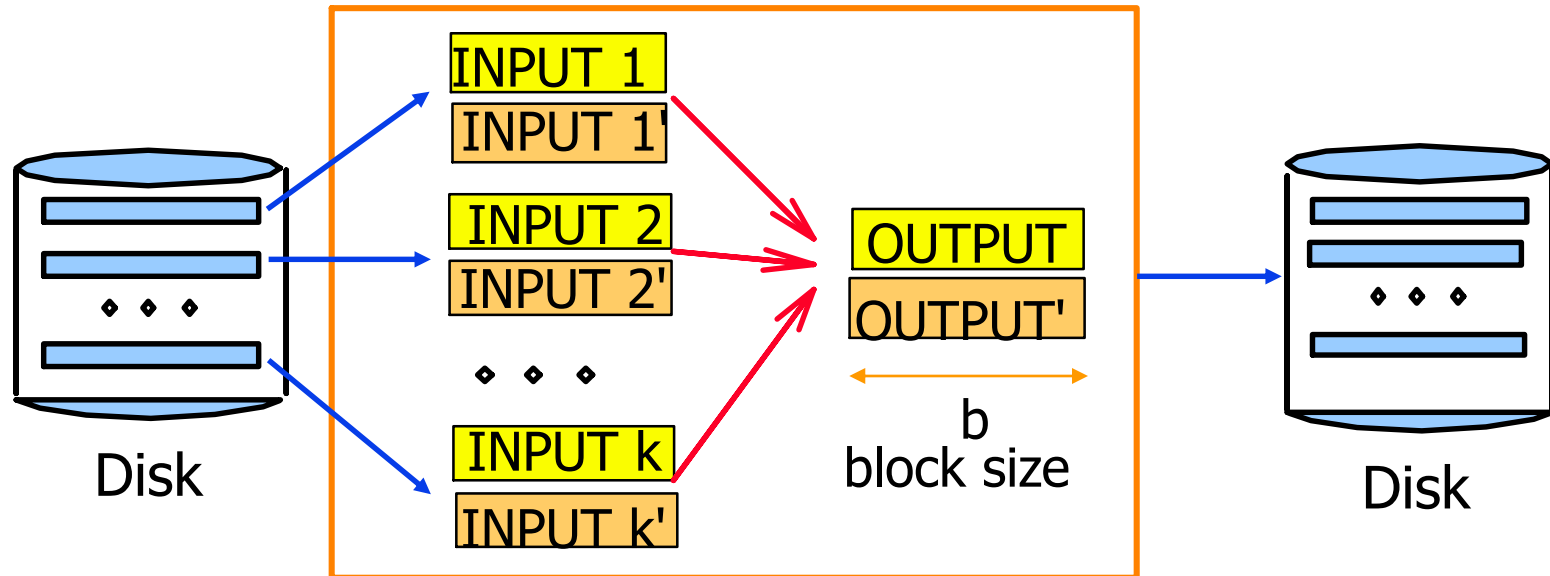 INPUT 1
INPUT 1'
INPUT 2
INPUT 2'
INPUT k
INPUT k'
OUTPUT
OUTPUT'
b
block size
Disk
Disk